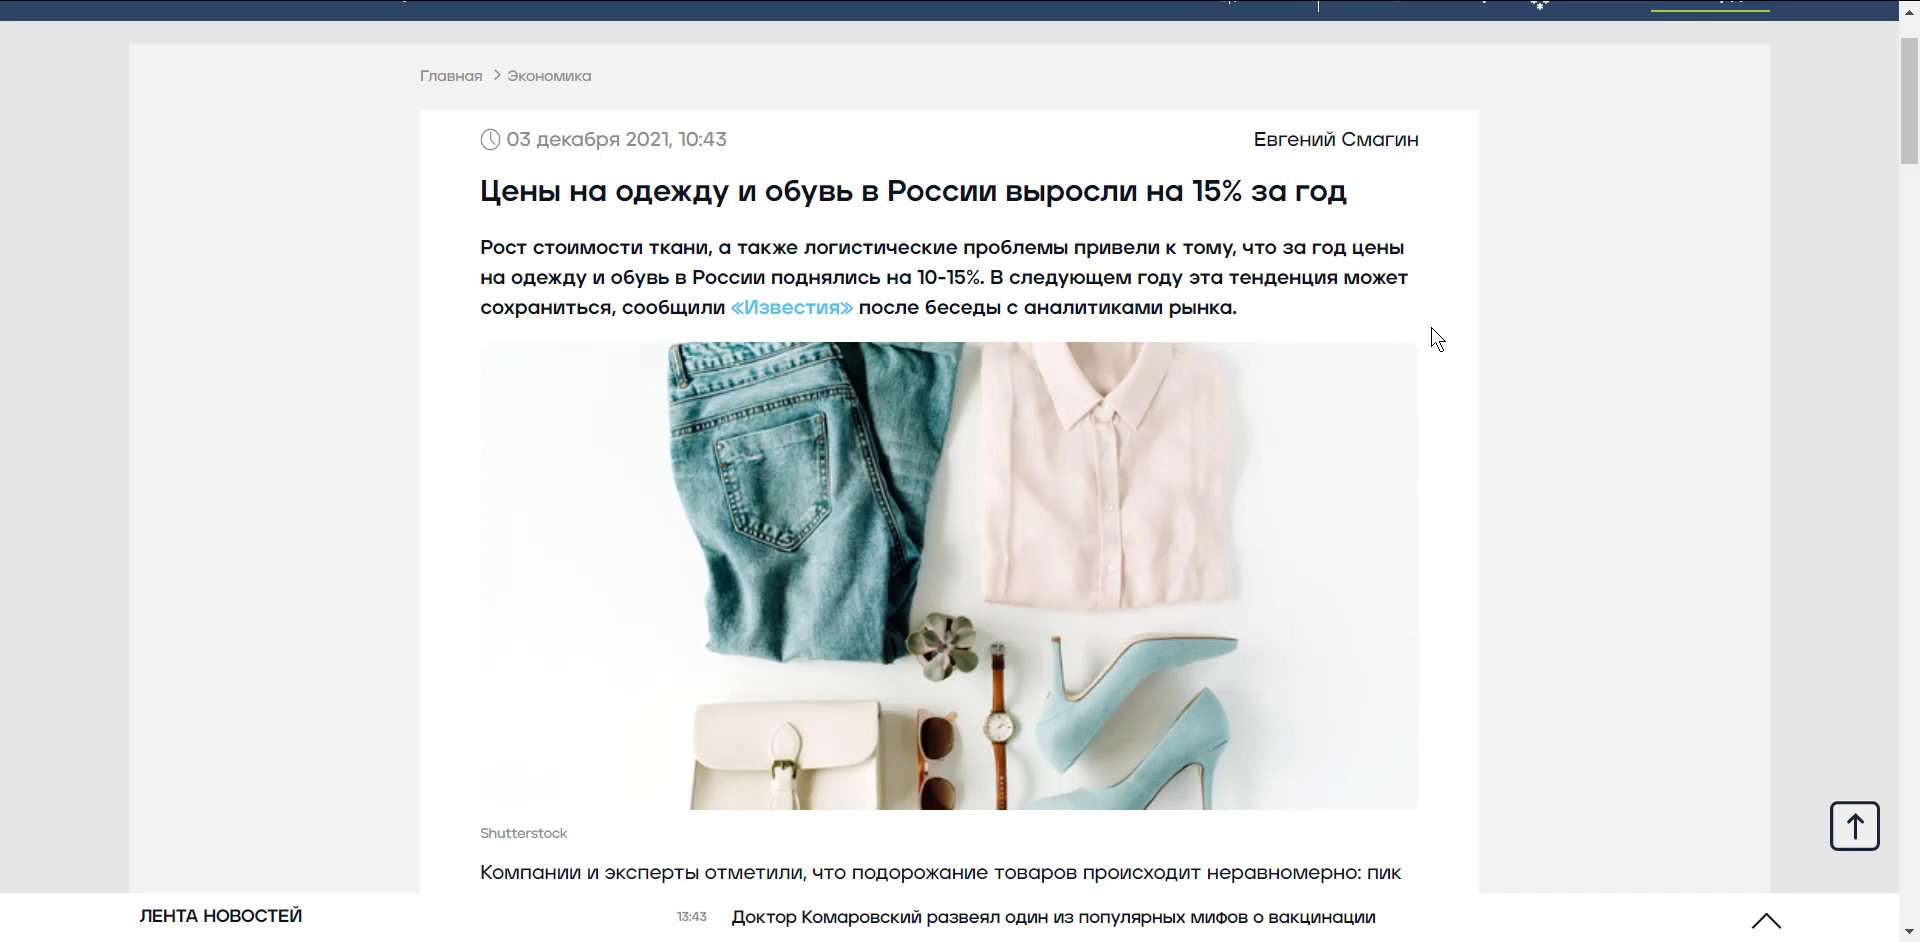 Главная > Экономика
03 декабря 2021, 10:43
Евгений Смагин
Цены на одежду и обувь в России выросли на 15% за год
Рост стоимости ткани, а также логистические проблемы привели к тому, что за год цены
на одежду и обувь в России поднялись на 10-15%. В следующем году эта тенденция может
сохраниться, сообщили «Известия» после беседы с аналитиками рынка.
Shutterstock
Компании и эксперты отметили, что подорожание товаров происходит неравномерно: пик
ЛЕНТА НОВОСТЕЙ
13:43 Доктор Комаровский развеял один из популярных мифов о вакцинации